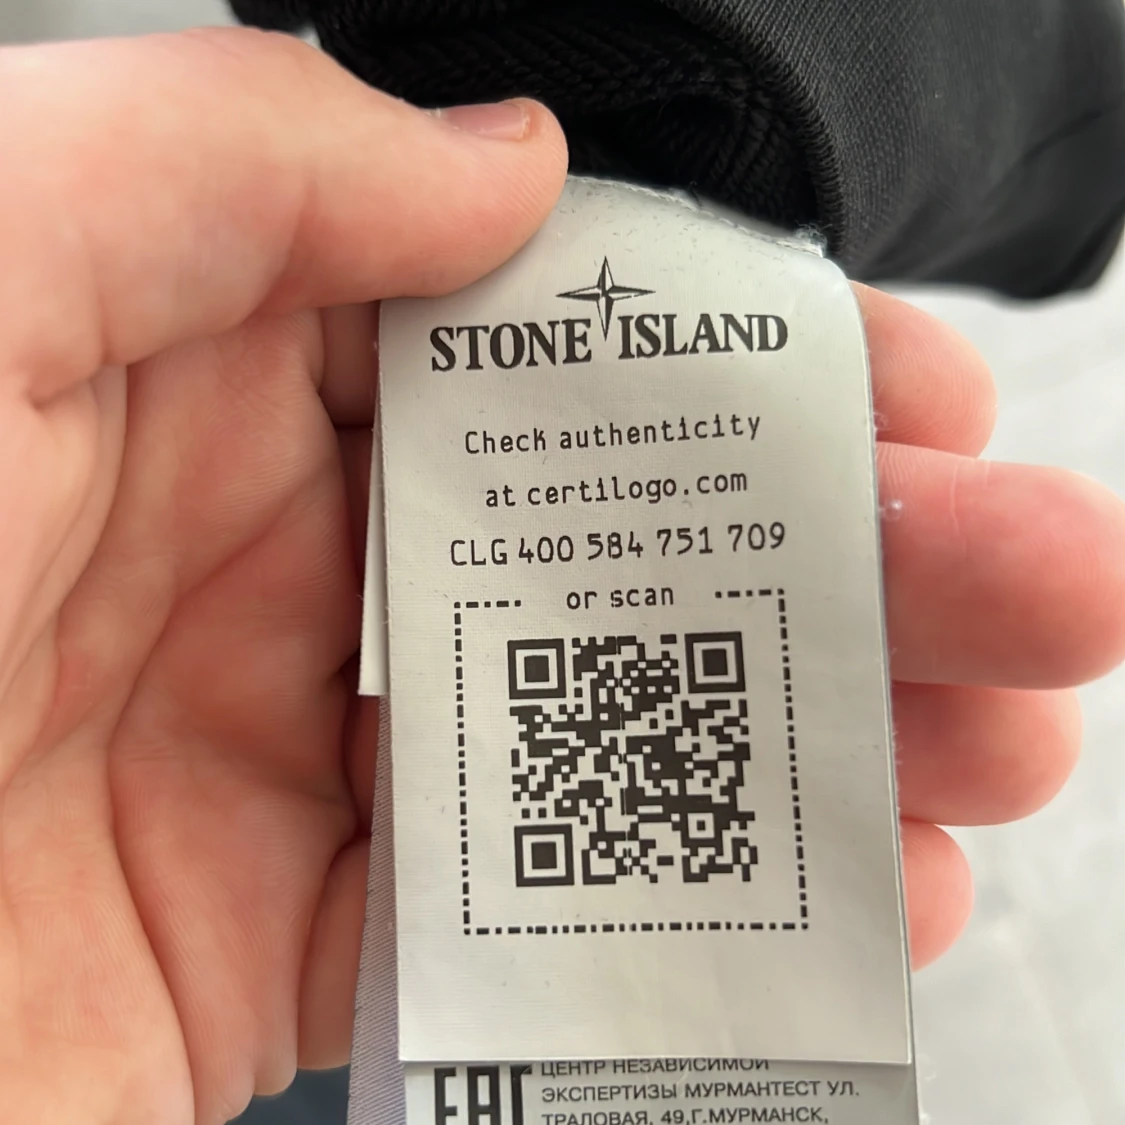 STONE ISLAND
Check authenticity
at certilogo.com
CLG 400 584 751 709
or scan
EAC
ЦЕНТР НЕЗАВИСИМОЙ
ЭКСПЕРТИЗЫ МУРМАНТЕСТ УЛ.
ТРАЛОВАЯ, 49,Г.МУРМАНСК,